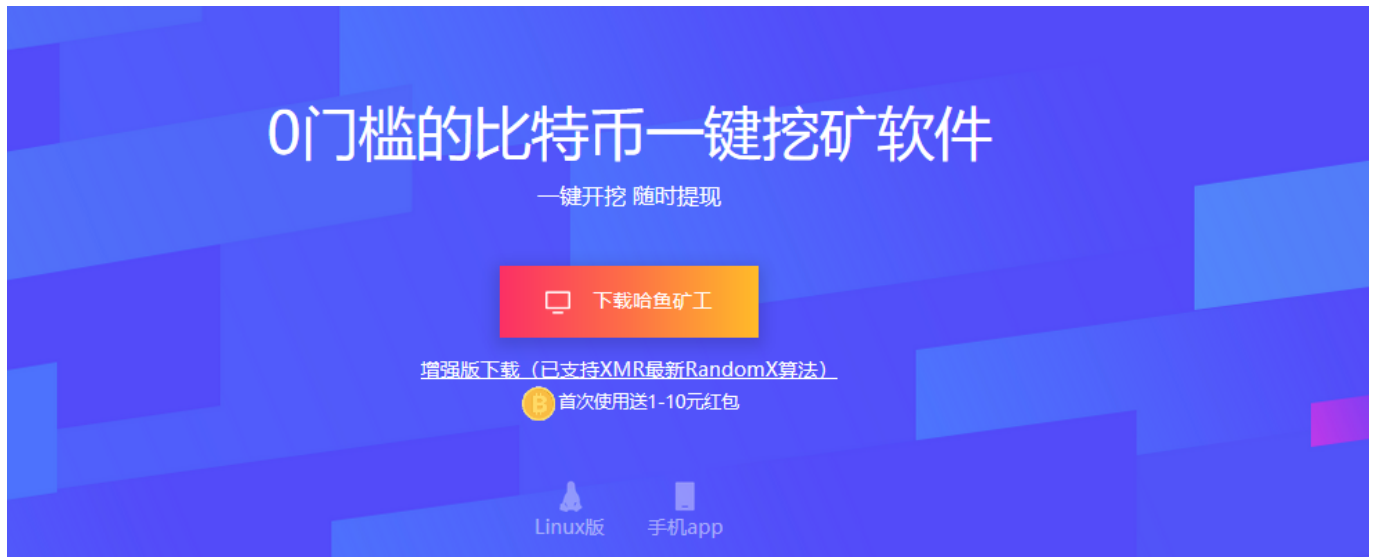 0门槛的比特币一键挖矿软件
一键开挖 随时提现
下载哈鱼矿工
增强版下载（已支持XMR最新RandomX算法）
B 首次使用送1-10元红包
Linux版 手机app